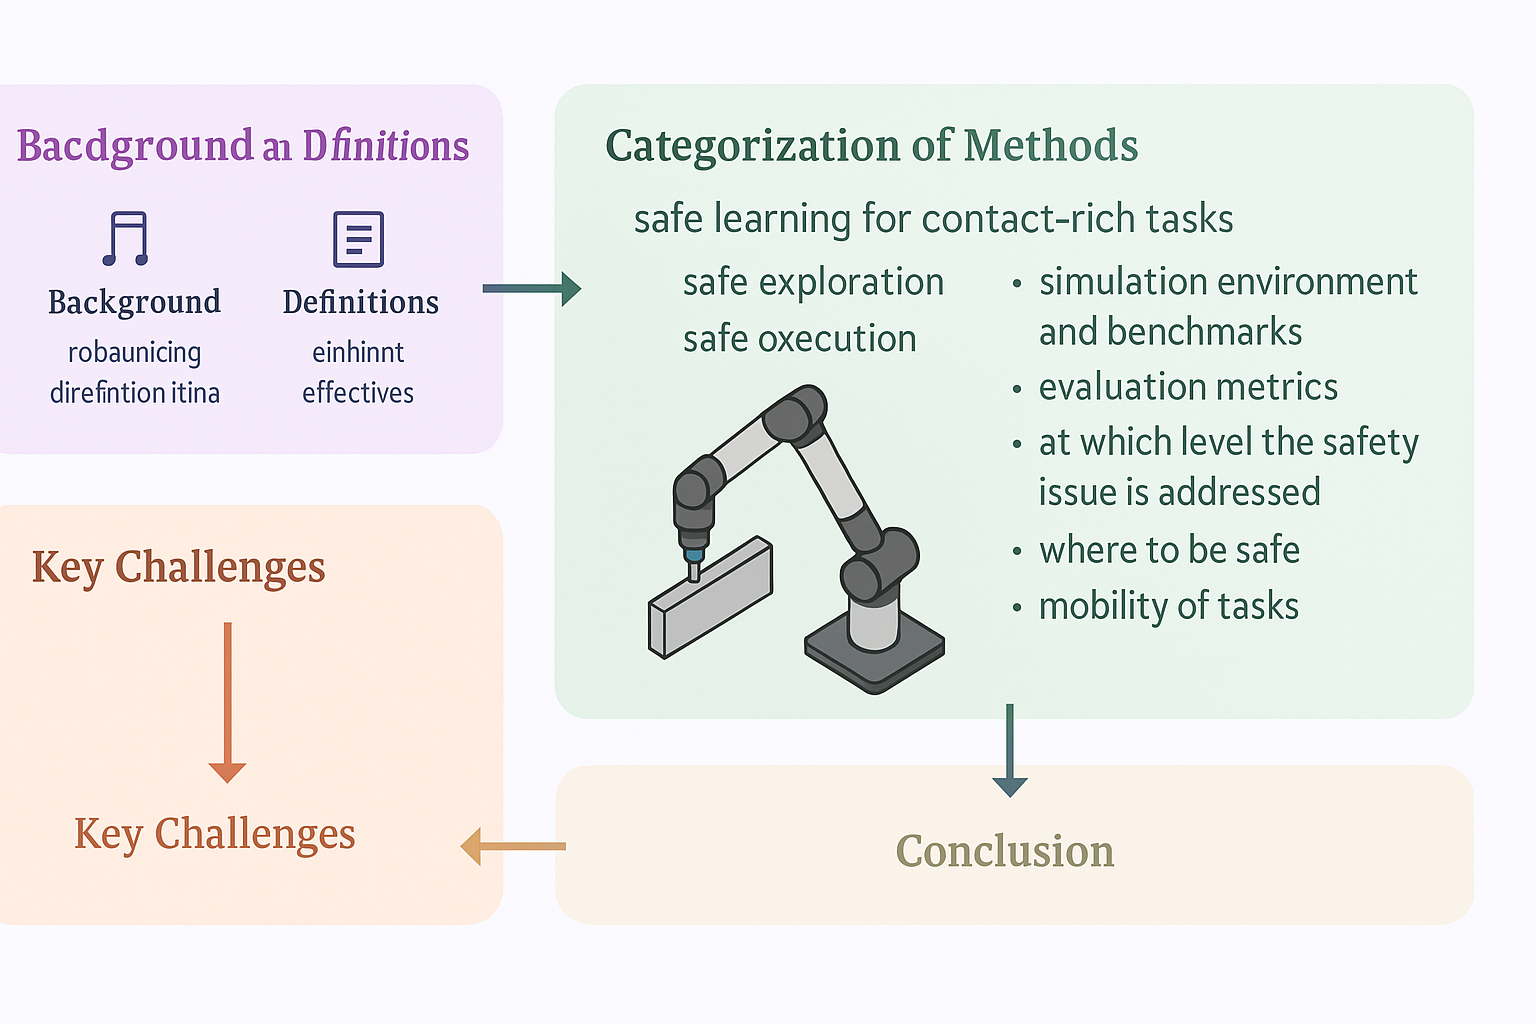 Bacdground an Dfinitions
Background
robaunicing
direfintion itina
Definitions
einhinnt
effectives
Categorization of Methods
safe learning for contact-rich tasks
safe exploration
safe oxecution
• simulation environment
and benchmarks
• evaluation metrics
• at which level the safety
issue is addressed
• where to be safe
• mobility of tasks
Key Challenges
Key Challenges
Conclusion